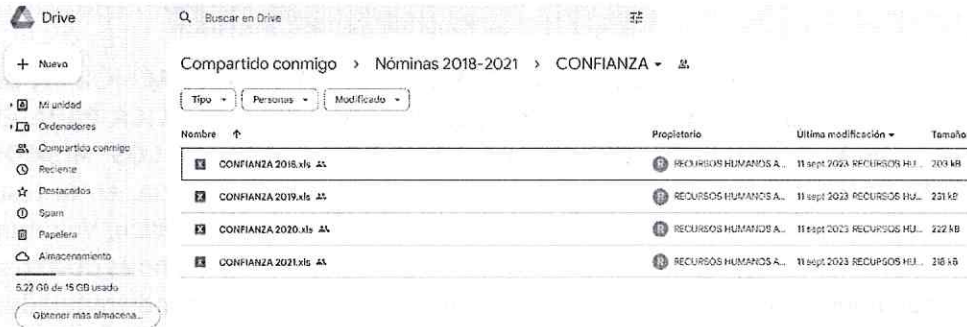 Drive
Buscar en Drive
+ Nuevo
Compartido conmigo > Nóminas 2018-2021 > CONFIANZA
Tipo
Personas
Modificado
Mi unidad
Ordenadores
Compartido conmigo
Reciente
Destacados
Spam
Papelera
Almacenamiento
5.22 GB de 15 GB usado
Obtener más almacena...
Nombre ↑ Propietario Última modificación Tamaño
CONFIANZA 2018.xls R RECURSOS HUMANOS A... 11 sept 2023 RECURSOS HU... 203 kB
CONFIANZA 2019.xls R RECURSOS HUMANOS A... 11 sept 2023 RECURSOS HU... 231 kB
CONFIANZA 2020.xls R RECURSOS HUMANOS A... 11 sept 2023 RECURSOS HU... 222 kB
CONFIANZA 2021.xls R RECURSOS HUMANOS A... 11 sept 2023 RECURSOS HU... 218 kB